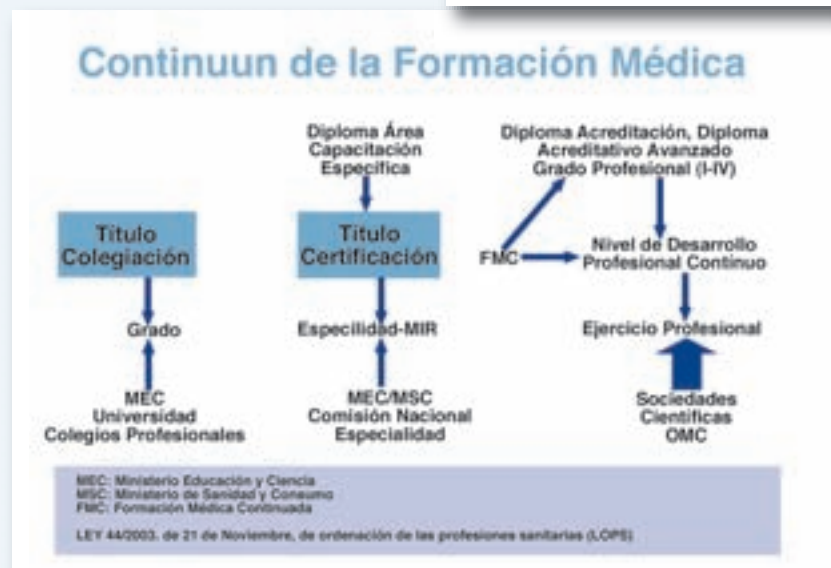 Continuun de la Formación Médica
Diploma Área
Capacitación
Específica
Título
Colegiación
Título
Certificación
Grado
Especilidad-MIR
MEC
Universidad
Colegios Profesionales
MEC/MSC
Comisión Nacional
Especialidad
Diploma Acreditación, Diploma
Acreditativo Avanzado
Grado Profesional (I-IV)
FMC
Nivel de Desarrollo
Profesional Continuo
Ejercicio Profesional
Sociedades
Científicas
OMC
MEC: Ministerio Educación y Ciencia
MSC: Ministerio de Sanidad y Consumo
FMC: Formación Médica Continuada
LEY 44/2003, de 21 de Noviembre, de ordenación de las profesiones sanitarias (LOPS)